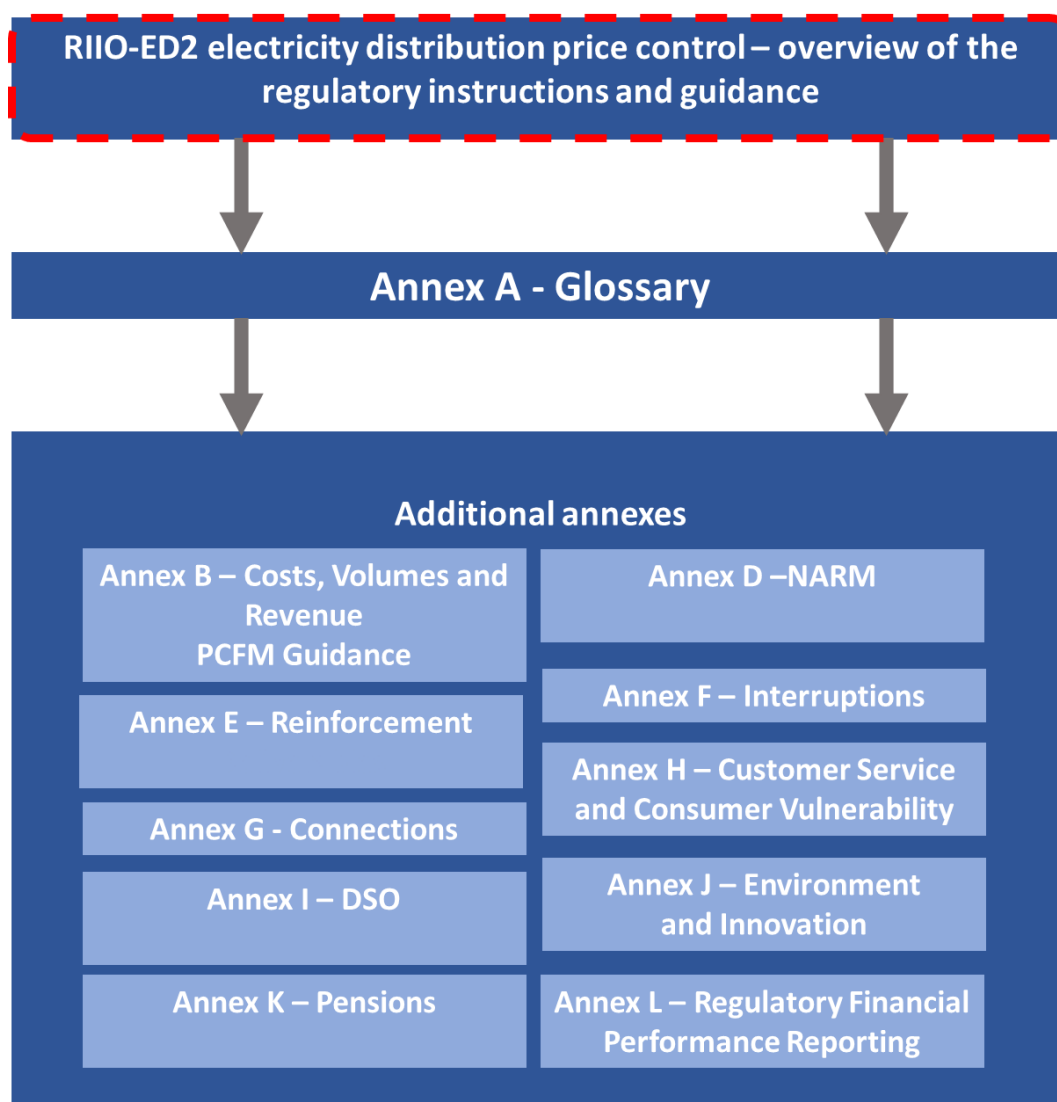 RIIO-ED2 electricity distribution price control – overview of the
regulatory instructions and guidance
Annex A - Glossary
Additional annexes
Annex B – Costs, Volumes and
Revenue
PCFM Guidance
Annex D –NARM
Annex E – Reinforcement
Annex F – Interruptions
Annex G - Connections
Annex H – Customer Service
and Consumer Vulnerability
Annex I – DSO
Annex J – Environment
and Innovation
Annex K – Pensions
Annex L – Regulatory Financial
Performance Reporting